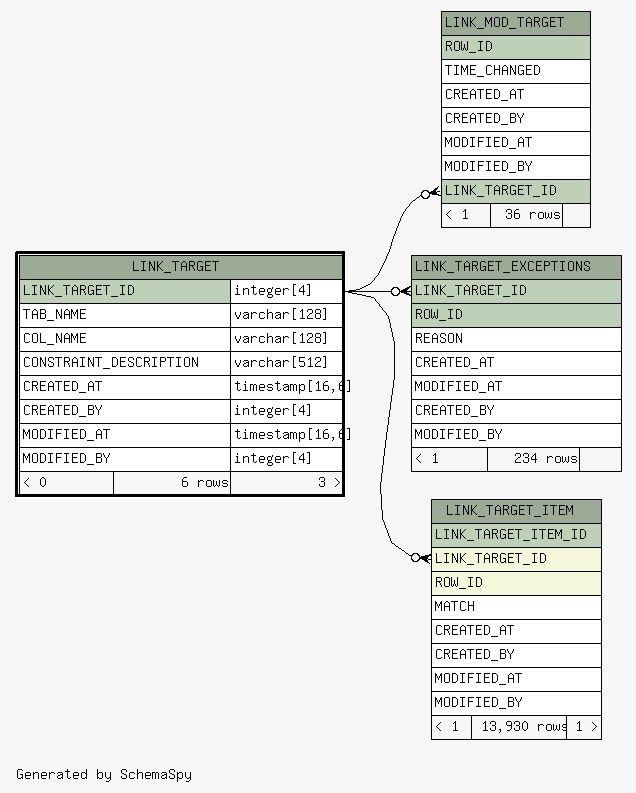 LINK_MOD_TARGET
ROW_ID
TIME_CHANGED
CREATED_AT
CREATED_BY
MODIFIED_AT
MODIFIED_BY
LINK_TARGET_ID
< 1 36 rows
LINK_TARGET
LINK_TARGET_ID integer[4]
TAB_NAME varchar[128]
COL_NAME varchar[128]
CONSTRAINT_DESCRIPTION varchar[512]
CREATED_AT timestamp[16,6]
CREATED_BY integer[4]
MODIFIED_AT timestamp[16,6]
MODIFIED_BY integer[4]
< 0 6 rows 3 >
LINK_TARGET_EXCEPTIONS
LINK_TARGET_ID
ROW_ID
REASON
CREATED_AT
MODIFIED_AT
CREATED_BY
MODIFIED_BY
< 1 234 rows
LINK_TARGET_ITEM
LINK_TARGET_ITEM_ID
LINK_TARGET_ID
ROW_ID
MATCH
CREATED_AT
CREATED_BY
MODIFIED_AT
MODIFIED_BY
< 1 13,930 rows 1 >
Generated by SchemaSpy